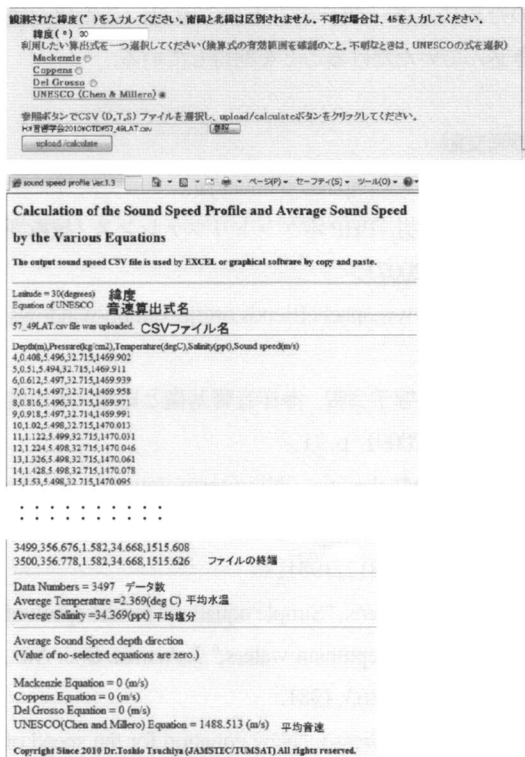 観測された緯度(°)を入力してください。南緯と北緯は区別されません。不明な場合は、45を入力してください。
緯度(°) 30
利用したい算出式を一つ選択してください(換算式の有効範囲を確認のこと。不明なときは、UNESCOの式を選択)
Mackenzie
Coppens
Del Grosso
UNESCO (Chen & Millero)
参照ボタンでCSV (D,T,S) ファイルを選択し、upload/calculateボタンをクリックしてください。
upload/calculate
sound speed profile Ver.1.3
ページ(P) セーフティ(S) ツール(O)
Calculation of the Sound Speed Profile and Average Sound Speed
by the Various Equations
The output sound speed CSV file is used by EXCEL or graphical software by copy and paste.
Latitude = 30(degrees) 緯度
Equation of UNESCO 音速算出式名
57_49LAT.csv file was uploaded. CSVファイル名
Depth(m),Pressure(kg/cm2),Temperature(degC),Salinity(ppt),Sound speed(m/s)
4,0.408,5.496,32.715,1469.902
5,0.51,5.494,32.715,1469.911
6,0.612,5.497,32.715,1469.939
7,0.714,5.497,32.714,1469.958
8,0.816,5.496,32.715,1469.971
9,0.918,5.497,32.714,1469.991
10,1.02,5.498,32.715,1470.013
11,1.122,5.499,32.715,1470.031
12,1.224,5.498,32.715,1470.046
13,1.326,5.498,32.715,1470.061
14,1.428,5.498,32.715,1470.078
15,1.53,5.498,32.715,1470.095
3499,356.676,1.582,34.668,1515.608
3500,356.778,1.582,34.668,1515.626 ファイルの終端
Data Numbers = 3497 データ数
Averege Temperature =2.369(deg C) 平均水温
Averege Salinity =34.369(ppt) 平均塩分
Average Sound Speed depth direction
(Value of no-selected equations are zero.)
Mackenzie Equation = 0 (m/s)
Coppens Equation = 0 (m/s)
Del Grosso Equation = 0 (m/s)
UNESCO(Chen and Millero) Equation = 1488.513 (m/s) 平均音速
Copyright Since 2010 Dr.Toshio Tsuchiya (JAMSTEC/TUMSAT) All rights reserved.